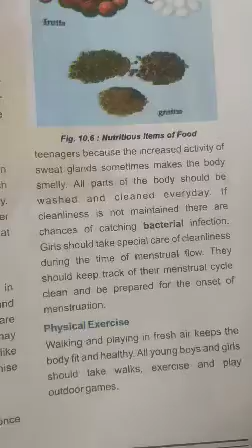 fruits
grains
Fig. 10.6 : Nutritious Items of Food
teenagers because the increased activity of
sweat glands sometimes makes the body
smelly. All parts of the body should be
washed and cleaned everyday. If
cleanliness is not maintained there are
chances of catching bacterial infection.
Girls should take special care of cleanliness
during the time of menstrual flow. They
should keep track of their menstrual cycle
clean and be prepared for the onset of
menstruation.
Physical Exercise
Walking and playing in fresh air keeps the
body fit and healthy. All young boys and girls
should take walks, exercise and play
outdoor games.